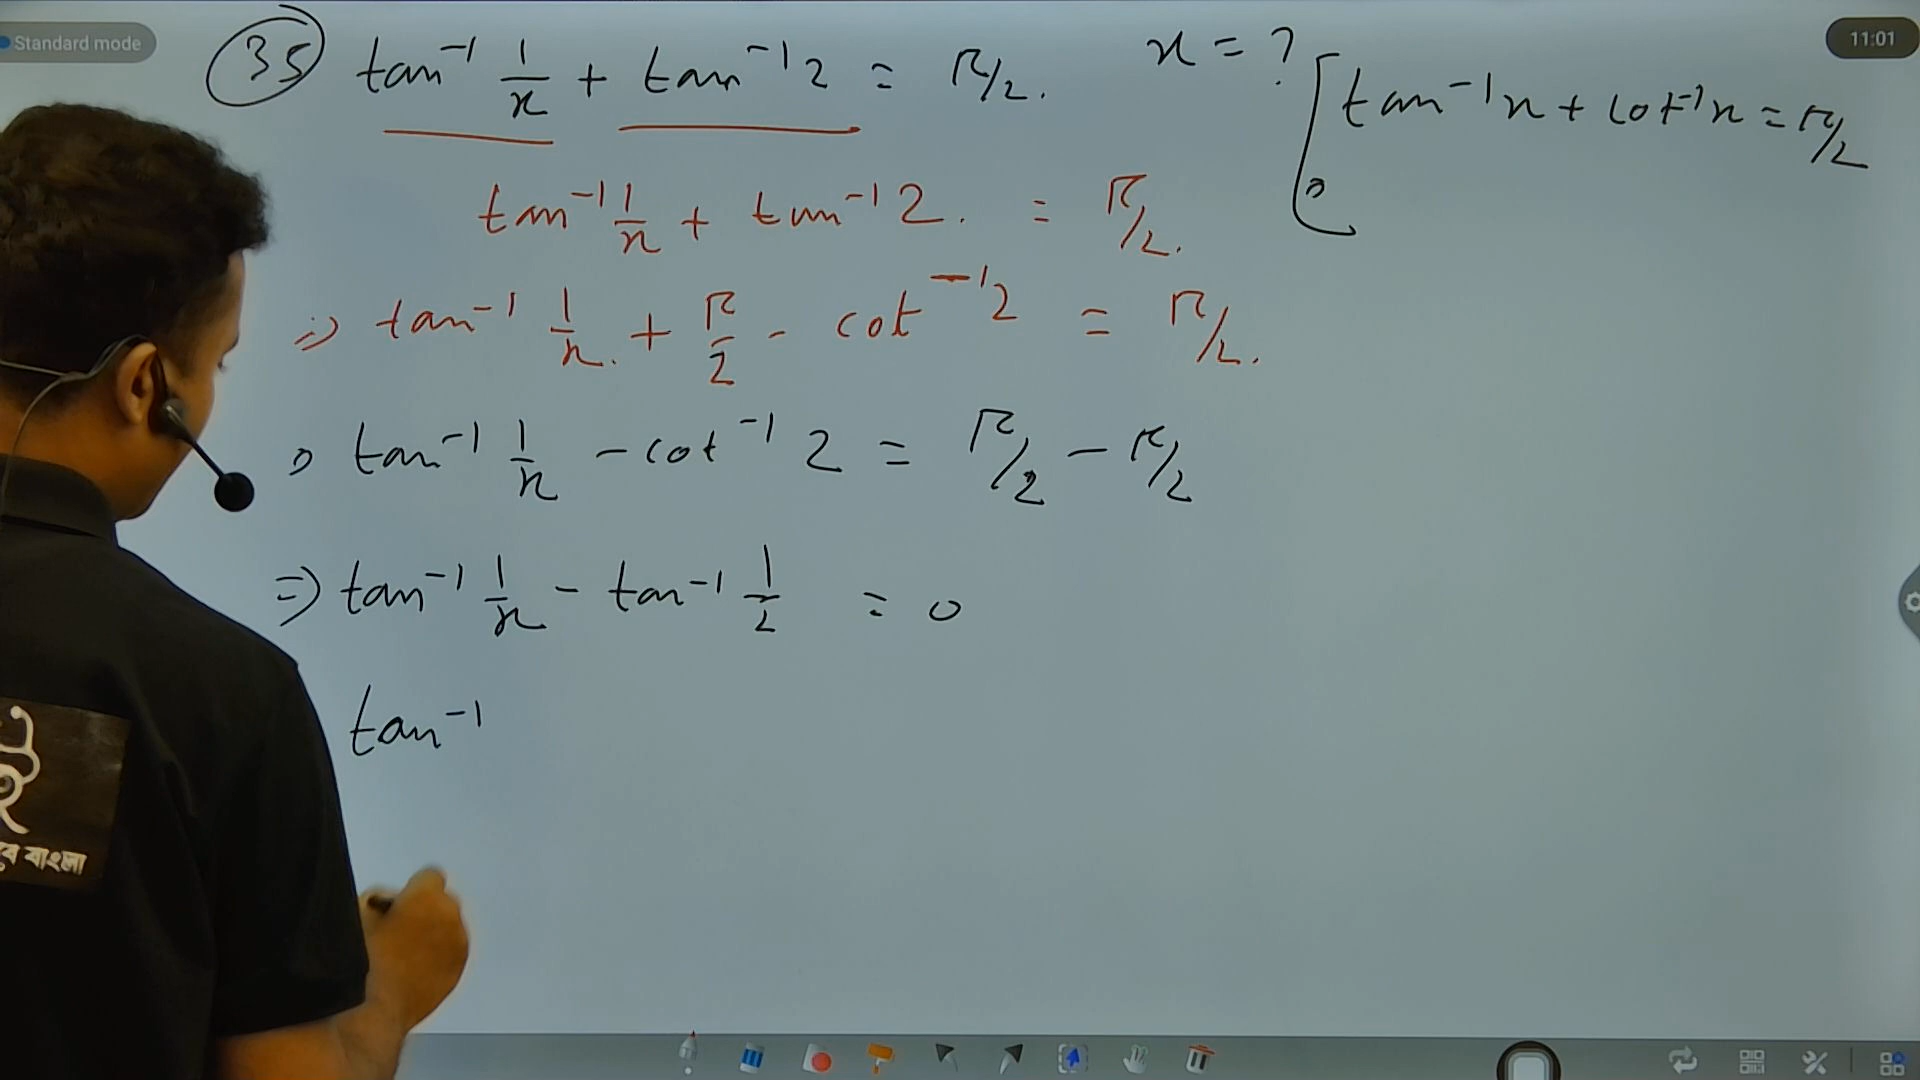 Standard mode
11:01
(35) tan⁻¹ 1/x + tan⁻¹ 2 = π/2. x = ?
tan⁻¹x + cot⁻¹x = π/2
tan⁻¹ 1/x + tan⁻¹ 2. = π/2.
=> tan⁻¹ 1/x. + π/2 - cot⁻¹2 = π/2.
tan⁻¹ 1/x - cot⁻¹ 2 = π/2 - π/2
=> tan⁻¹ 1/x - tan⁻¹ 1/2 = 0
tan⁻¹
বাংলা